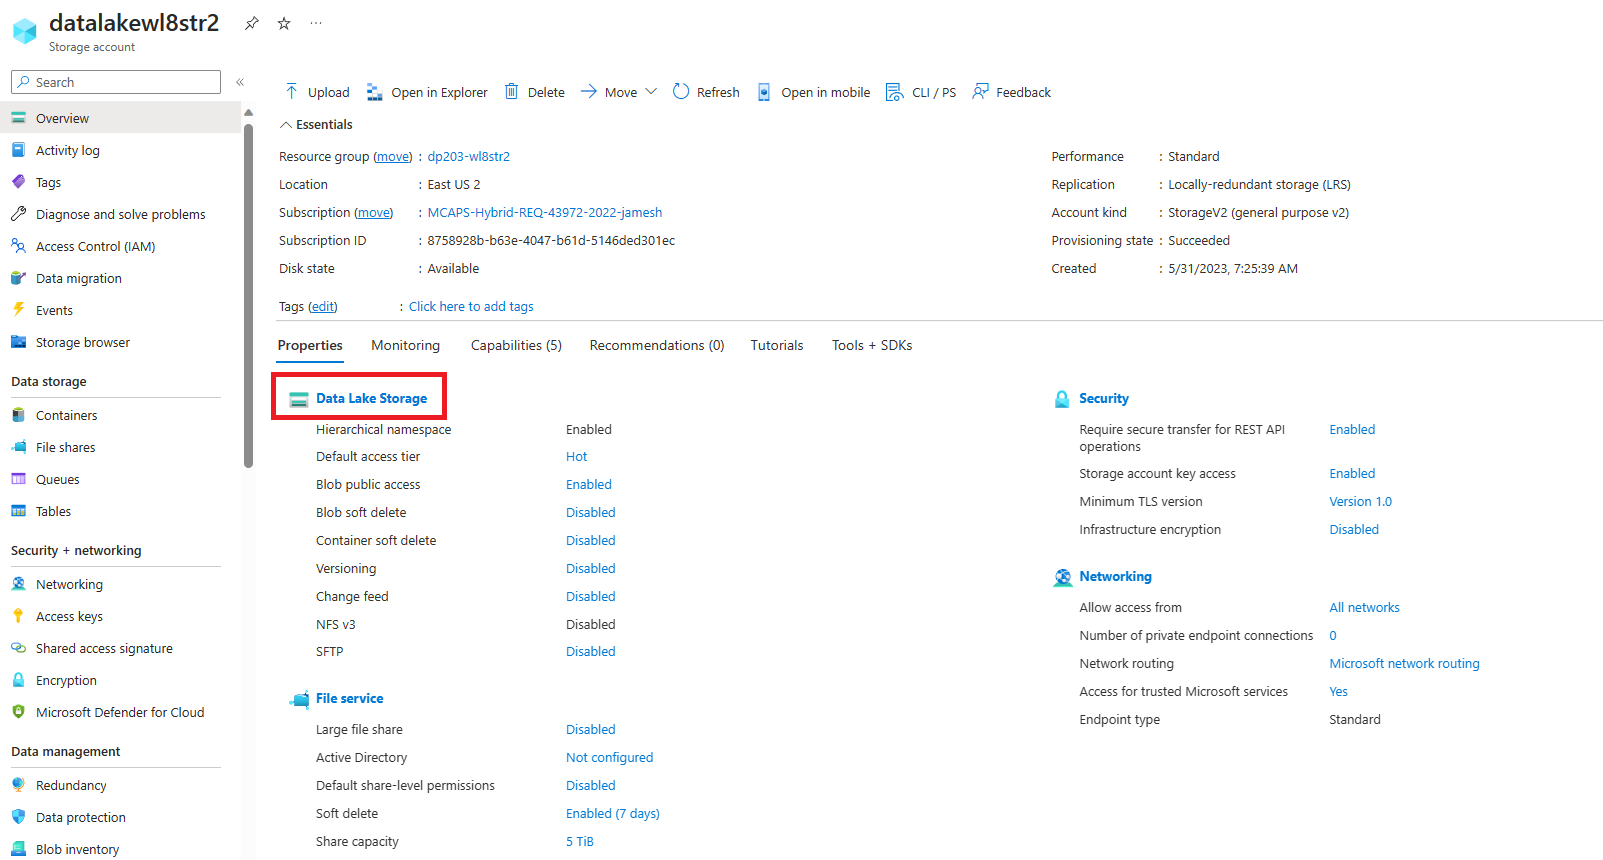 datalakewl8str2
Storage account
Search
Overview
Activity log
Tags
Diagnose and solve problems
Access Control (IAM)
Data migration
Events
Storage browser
Data storage
Containers
File shares
Queues
Tables
Security + networking
Networking
Access keys
Shared access signature
Encryption
Microsoft Defender for Cloud
Data management
Redundancy
Data protection
Blob inventory
Upload Open in Explorer Delete Move Refresh Open in mobile CLI / PS Feedback
Essentials
Resource group (move) : dp203-wl8str2
Location : East US 2
Subscription (move) : MCAPS-Hybrid-REQ-43972-2022-jamesh
Subscription ID : 8758928b-b63e-4047-b61d-5146ded301ec
Disk state : Available
Tags (edit) : Click here to add tags
Performance : Standard
Replication : Locally-redundant storage (LRS)
Account kind : StorageV2 (general purpose v2)
Provisioning state : Succeeded
Created : 5/31/2023, 7:25:39 AM
Properties Monitoring Capabilities (5) Recommendations (0) Tutorials Tools + SDKs
Data Lake Storage
Hierarchical namespace Enabled
Default access tier Hot
Blob public access Enabled
Blob soft delete Disabled
Container soft delete Disabled
Versioning Disabled
Change feed Disabled
NFS v3 Disabled
SFTP Disabled
File service
Large file share Disabled
Active Directory Not configured
Default share-level permissions Disabled
Soft delete Enabled (7 days)
Share capacity 5 TiB
Security
Require secure transfer for REST API Enabled
operations
Storage account key access Enabled
Minimum TLS version Version 1.0
Infrastructure encryption Disabled
Networking
Allow access from All networks
Number of private endpoint connections 0
Network routing Microsoft network routing
Access for trusted Microsoft services Yes
Endpoint type Standard